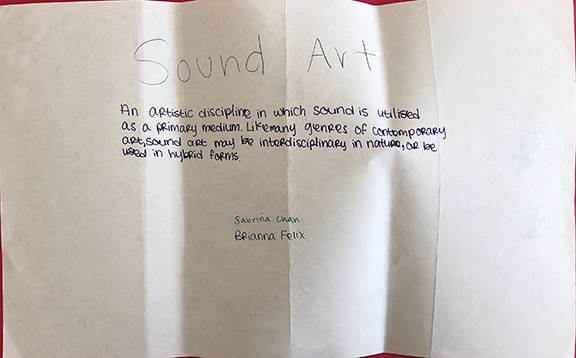 Sound Art
An artistic discipline in which sound is utilised
as a primary medium. Like many genres of contemporary
art, sound art may be interdisciplinary in nature, or be
used in hybrid forms.
Sabrina Chan
Brianna Felix